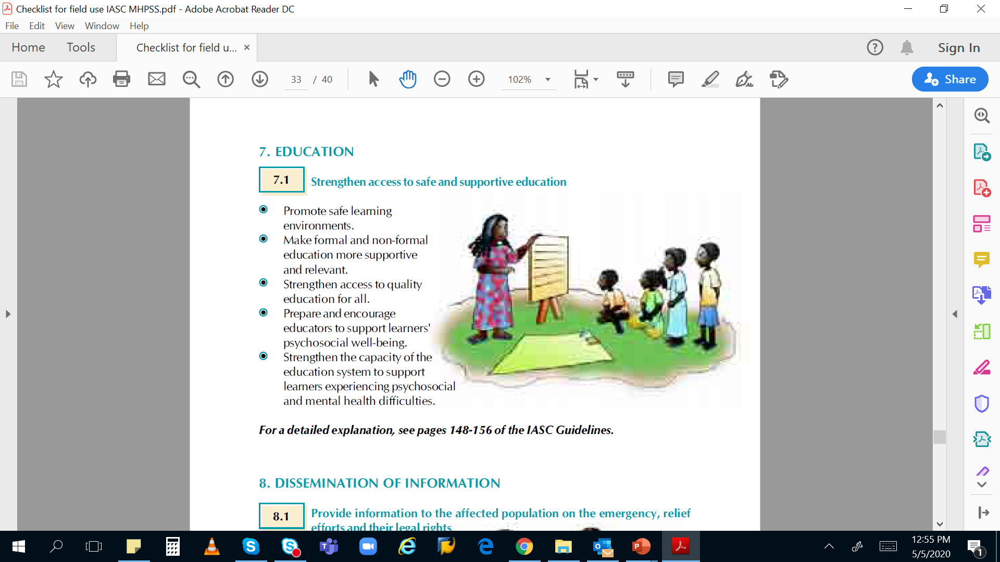 Checklist for field use IASC MHPSS.pdf - Adobe Acrobat Reader DC
File Edit View Window Help
Home Tools Checklist for field u... × Sign In
33 / 40 102% Share
7. EDUCATION
7.1 Strengthen access to safe and supportive education
Promote safe learning
environments.
Make formal and non-formal
education more supportive
and relevant.
Strengthen access to quality
education for all.
Prepare and encourage
educators to support learners'
psychosocial well-being.
Strengthen the capacity of the
education system to support
learners experiencing psychosocial
and mental health difficulties.
For a detailed explanation, see pages 148-156 of the IASC Guidelines.
8. DISSEMINATION OF INFORMATION
8.1 Provide information to the affected population on the emergency, relief
efforts and their legal rights
12:55 PM
5/5/2020
1